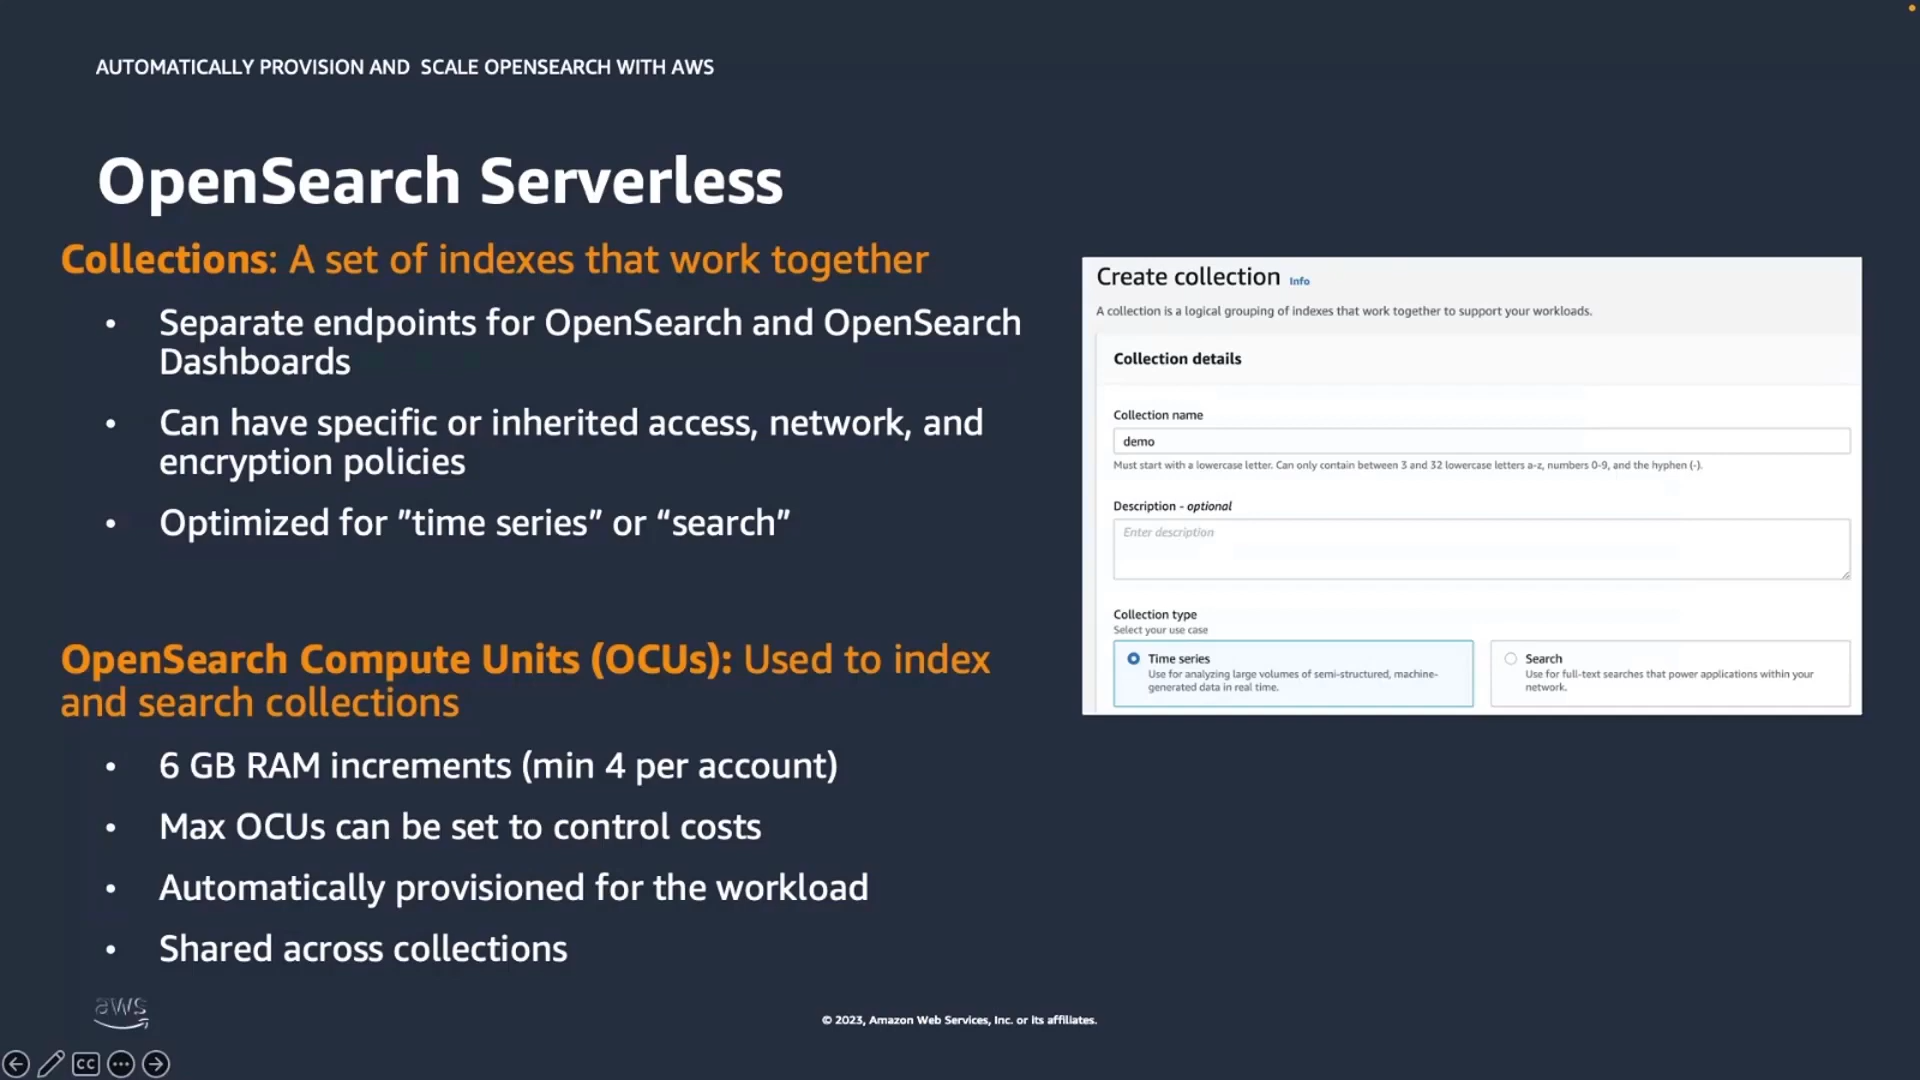 AUTOMATICALLY PROVISION AND SCALE OPENSEARCH WITH AWS
OpenSearch Serverless
Collections: A set of indexes that work together
• Separate endpoints for OpenSearch and OpenSearch
Dashboards
• Can have specific or inherited access, network, and
encryption policies
• Optimized for ”time series” or “search”
OpenSearch Compute Units (OCUs): Used to index
and search collections
• 6 GB RAM increments (min 4 per account)
• Max OCUs can be set to control costs
• Automatically provisioned for the workload
• Shared across collections
Create collection Info
A collection is a logical grouping of indexes that work together to support your workloads.
Collection details
Collection name
demo
Must start with a lowercase letter. Can only contain between 3 and 32 lowercase letters a-z, numbers 0-9, and the hyphen (-).
Description - optional
Enter description
Collection type
Select your use case
Time series
Use for analyzing large volumes of semi-structured, machine-
generated data in real time.
Search
Use for full-text searches that power applications within your
network.
aws
© 2023, Amazon Web Services, Inc. or its affiliates.
CC